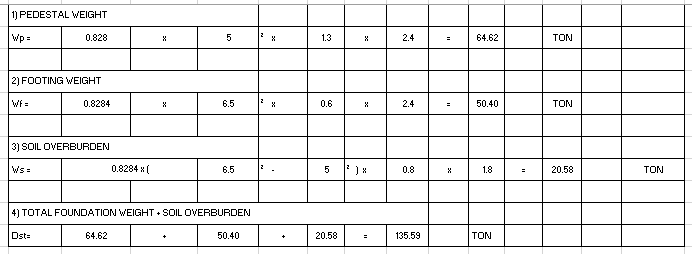 1) PEDESTAL WEIGHT
Wp = 0.828 x 5 ² x 1.3 x 2.4 = 64.62 TON
2) FOOTING WEIGHT
Wf = 0.8284 x 6.5 ² x 0.6 x 2.4 = 50.40 TON
3) SOIL OVERBURDEN
Ws = 0.8284 x ( 6.5 ² - 5 ² ) x 0.8 x 1.8 = 20.58 TON
4) TOTAL FOUNDATION WEIGHT + SOIL OVERBURDEN
Dst= 64.62 + 50.40 + 20.58 = 135.59 TON